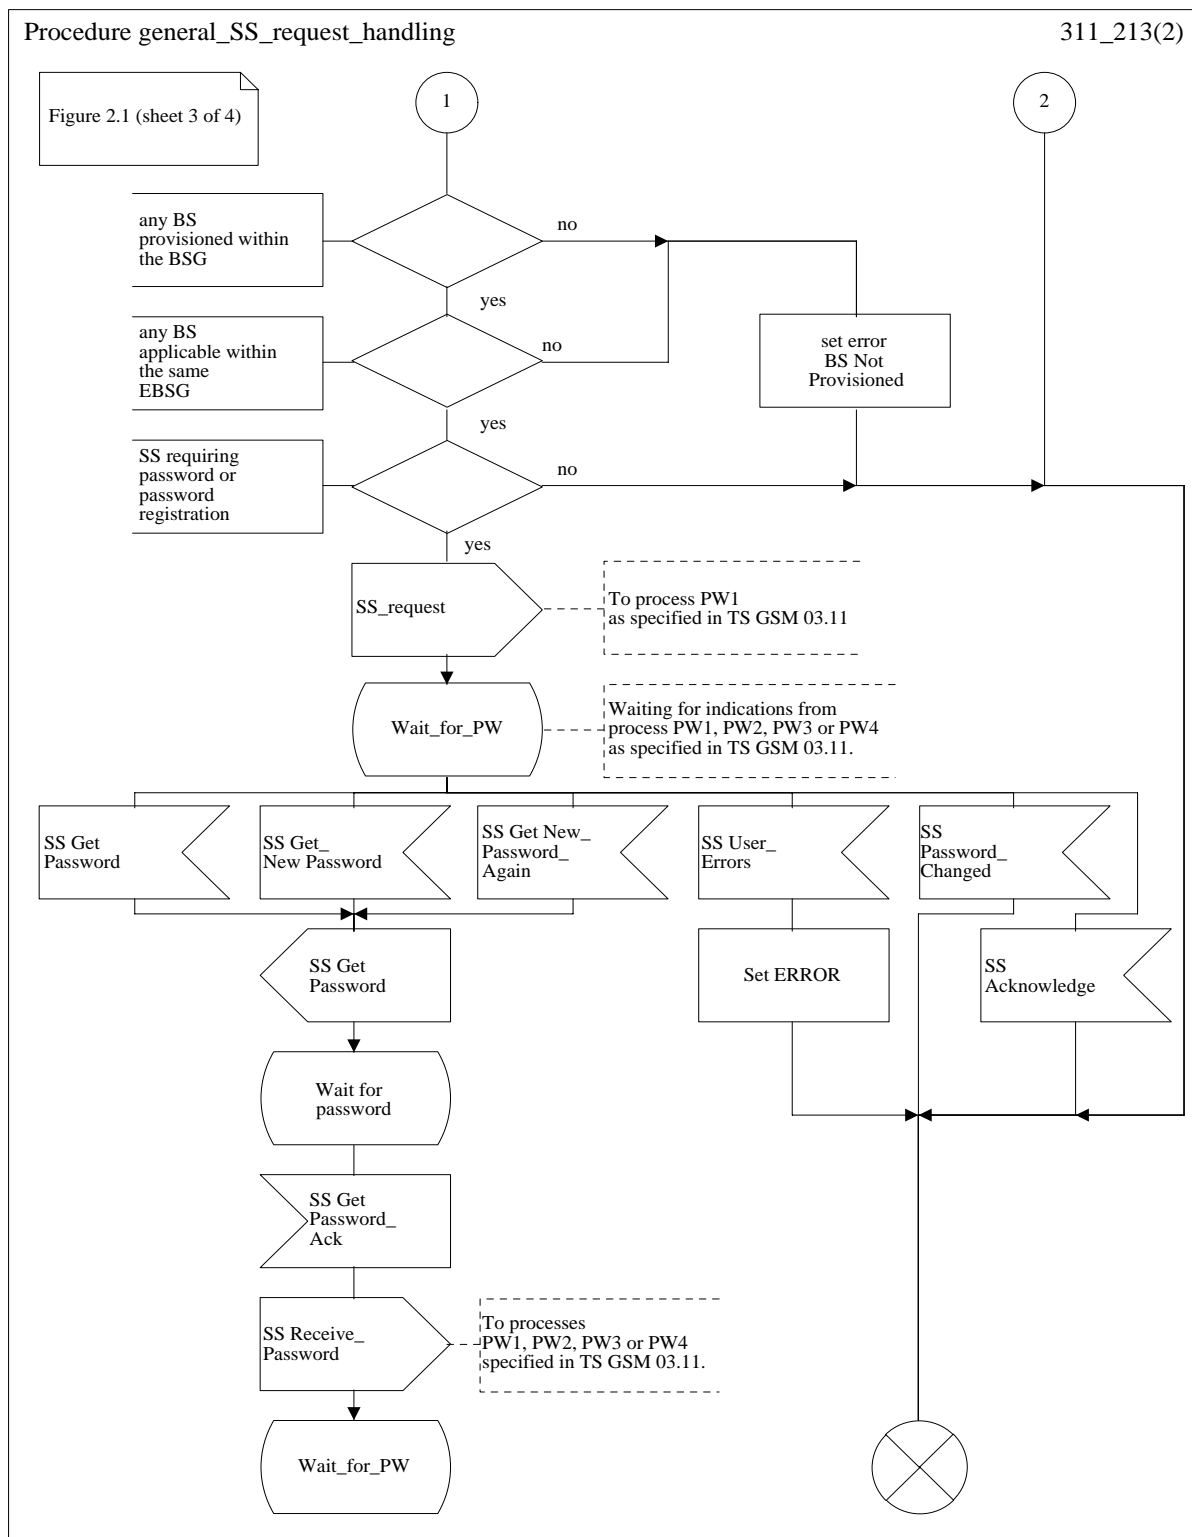 Procedure general_SS_request_handling
311_213(2)
Figure 2.1 (sheet 3 of 4)
1
2
any BS
provisioned within
the BSG
no
yes
any BS
applicable within
the same
EBSG
no
set error
BS Not
Provisioned
yes
SS requiring
password or
password
registration
no
yes
SS_request
To process PW1
as specified in TS GSM 03.11
Wait_for_PW
Waiting for indications from
process PW1, PW2, PW3 or PW4
as specified in TS GSM 03.11.
SS Get
Password
SS Get_
New Password
SS Get New_
Password_
Again
SS User_
Errors
SS
Password_
Changed
SS Get
Password
Set ERROR
SS
Acknowledge
Wait for
password
SS Get
Password_
Ack
SS Receive_
Password
To processes
PW1, PW2, PW3 or PW4
specified in TS GSM 03.11.
Wait_for_PW